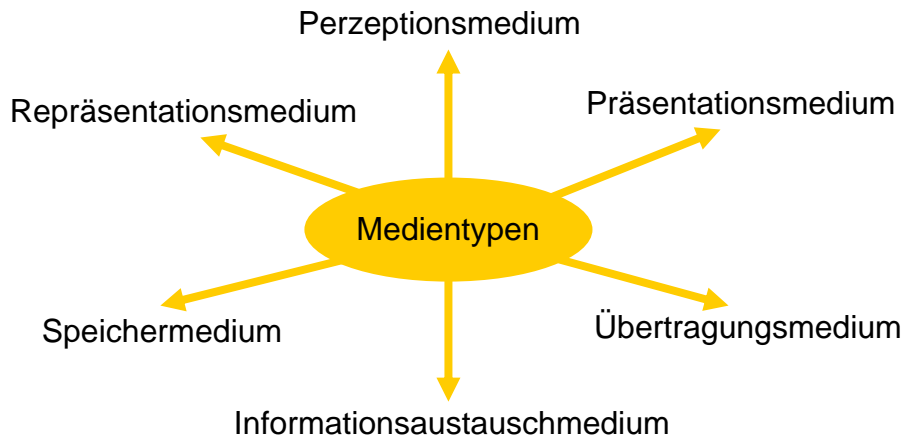 Perzeptionsmedium
Repräsentationsmedium
Präsentationsmedium
Medientypen
Speichermedium
Übertragungsmedium
Informationsaustauschmedium